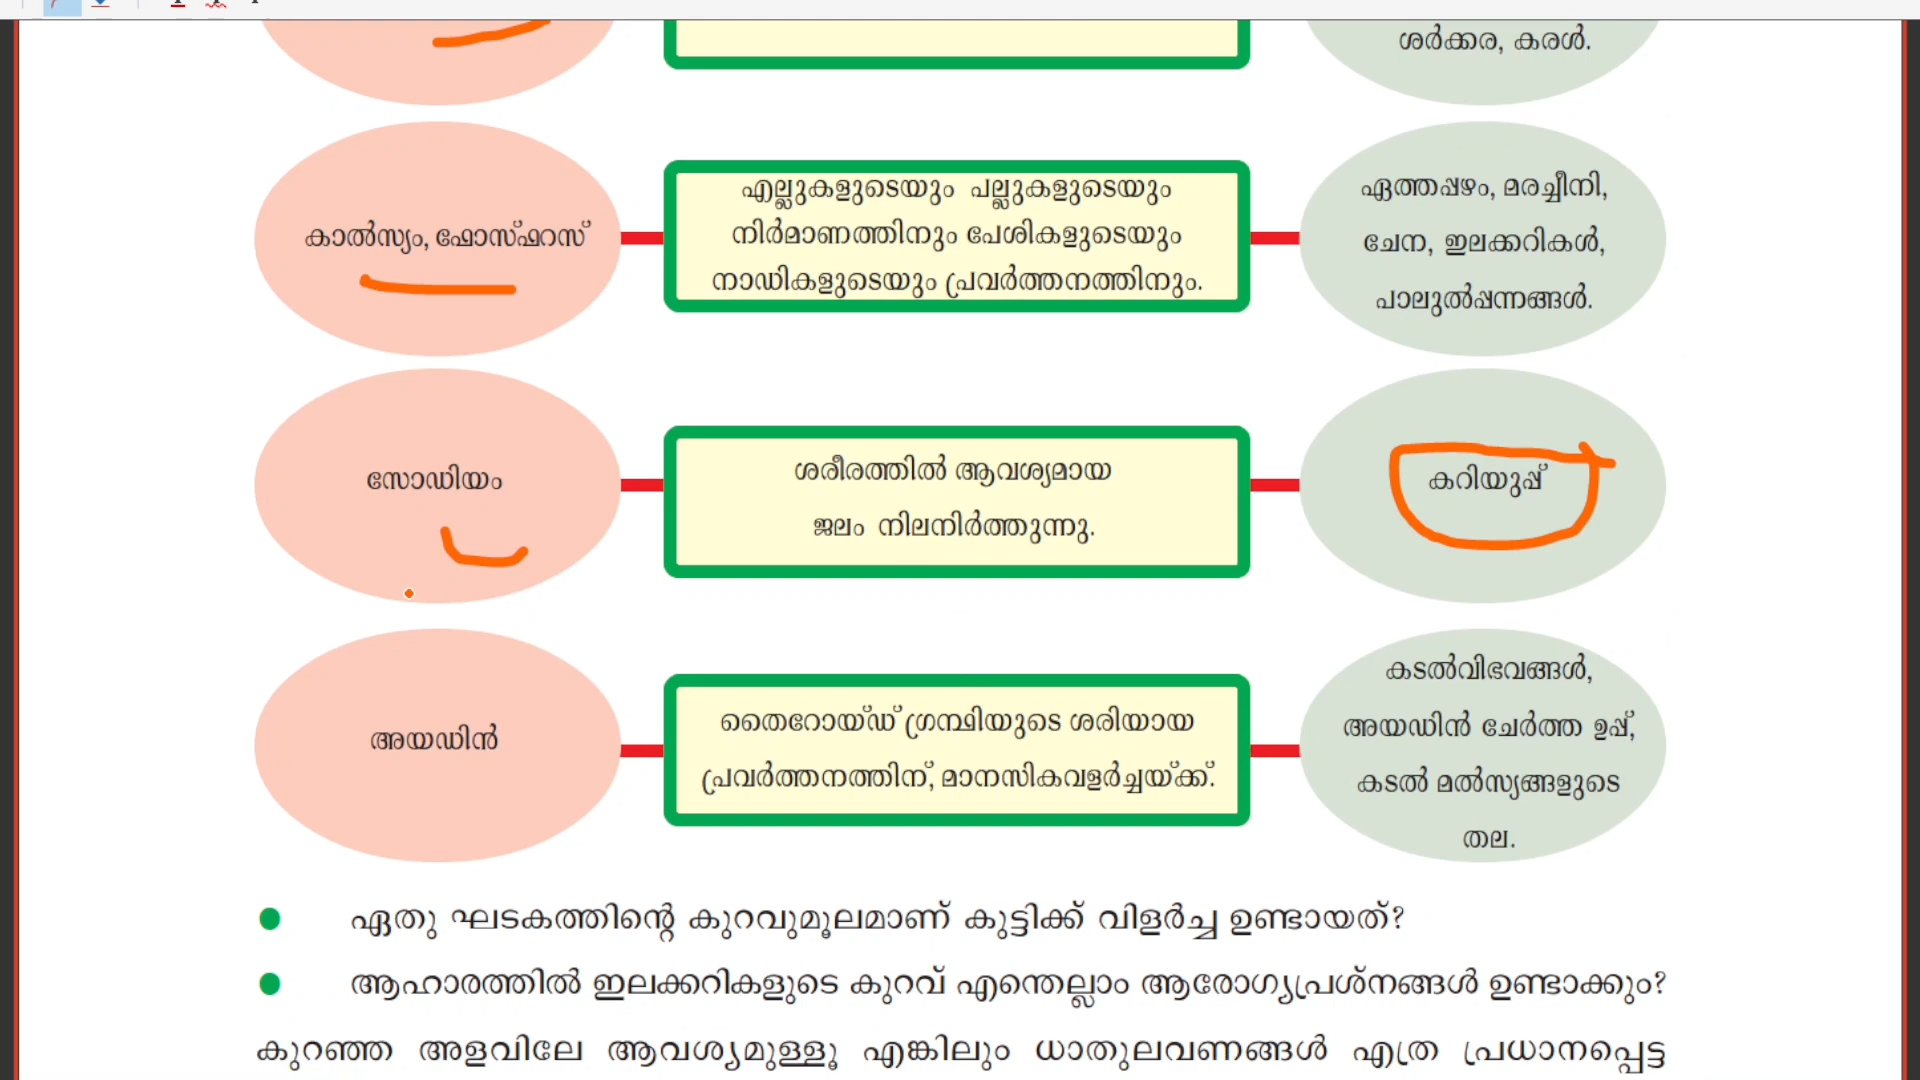 ശർക്കര, കരൾ.
കാൽസ്യം, ഫോസ്ഫറസ്
എല്ലുകളുടെയും പല്ലുകളുടെയും
നിർമാണത്തിനും പേശികളുടെയും
നാഡികളുടെയും പ്രവർത്തനത്തിനും.
ഏത്തപ്പഴം, മരച്ചീനി,
ചേന, ഇലക്കറികൾ,
പാലുൽപ്പന്നങ്ങൾ.
സോഡിയം
ശരീരത്തിൽ ആവശ്യമായ
ജലം നിലനിർത്തുന്നു.
കറിയുപ്പ്
അയഡിൻ
തൈറോയ്ഡ് ഗ്രന്ഥിയുടെ ശരിയായ
പ്രവർത്തനത്തിന്, മാനസികവളർച്ചയ്ക്ക്.
കടൽവിഭവങ്ങൾ,
അയഡിൻ ചേർത്ത ഉപ്പ്,
കടൽ മൽസ്യങ്ങളുടെ
തല.
ഏതു ഘടകത്തിന്റെ കുറവുമൂലമാണ് കുട്ടിക്ക് വിളർച്ച ഉണ്ടായത്?
ആഹാരത്തിൽ ഇലക്കറികളുടെ കുറവ് എന്തെല്ലാം ആരോഗ്യപ്രശ്നങ്ങൾ ഉണ്ടാക്കും?
കുറഞ്ഞ അളവിലേ ആവശ്യമുള്ളൂ എങ്കിലും ധാതുലവണങ്ങൾ എത്ര പ്രധാനപ്പെട്ട